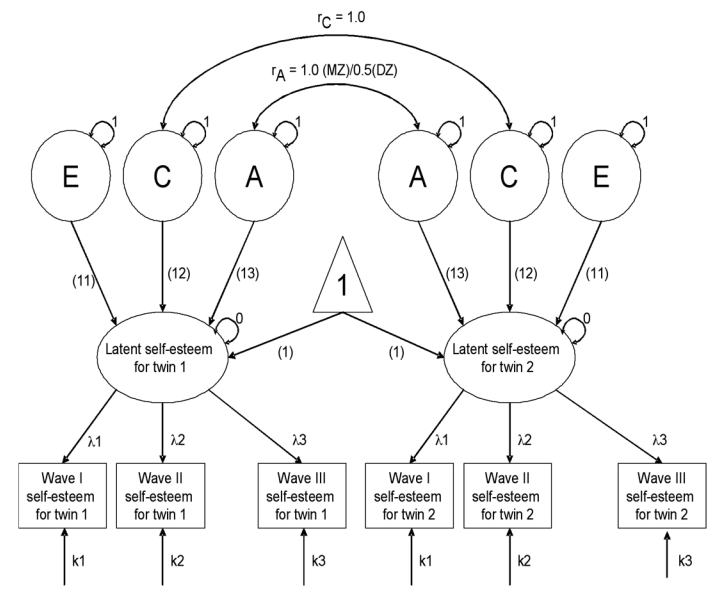 rC = 1.0
rA = 1.0 (MZ)/0.5(DZ)
1 1 1 1 1 1
E C A A C E
(11) (12) (13) (13) (12) (11)
1
0 0
Latent self-esteem
for twin 1
Latent self-esteem
for twin 2
(1) (1)
λ1 λ2 λ3 λ1 λ2 λ3
Wave I
self-esteem
for twin 1
Wave II
self-esteem
for twin 1
Wave III
self-esteem
for twin 1
Wave I
self-esteem
for twin 2
Wave II
self-esteem
for twin 2
Wave III
self-esteem
for twin 2
k1 k2 k3 k1 k2 k3